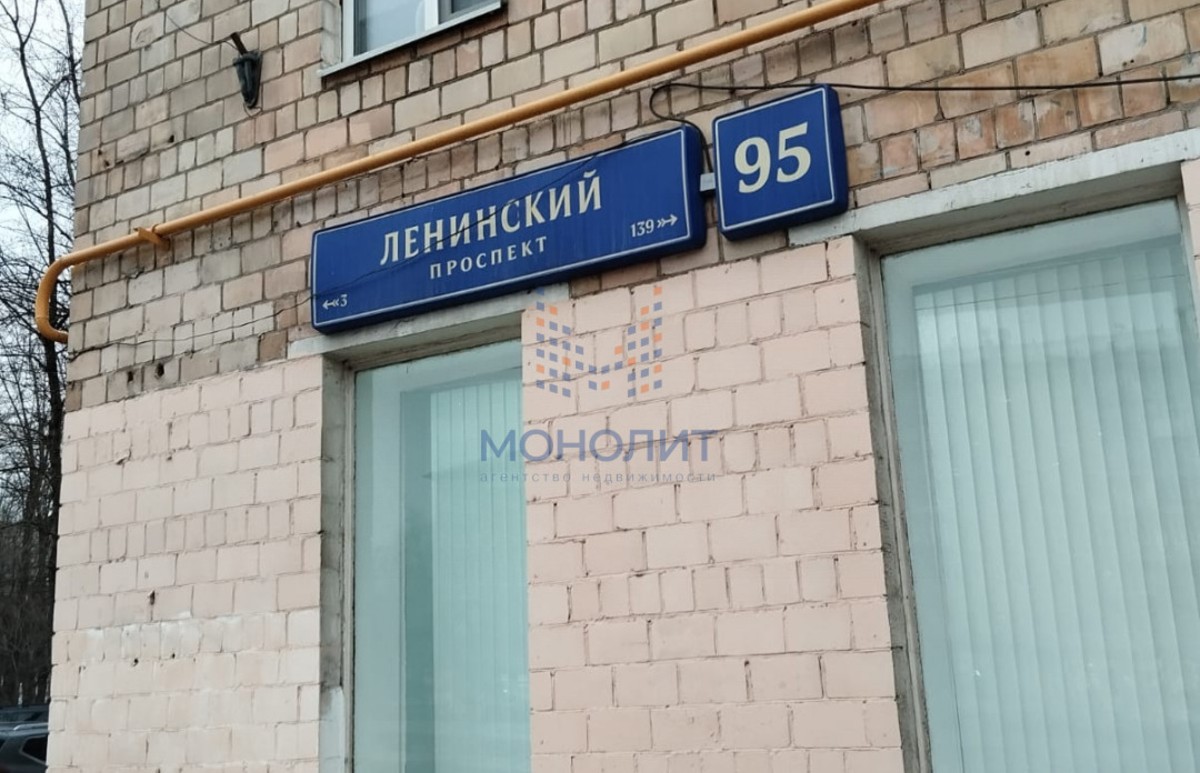 ЛЕНИНСКИЙ
ПРОСПЕКТ
3
139
95
МОНОЛИТ
агентство недвижимости